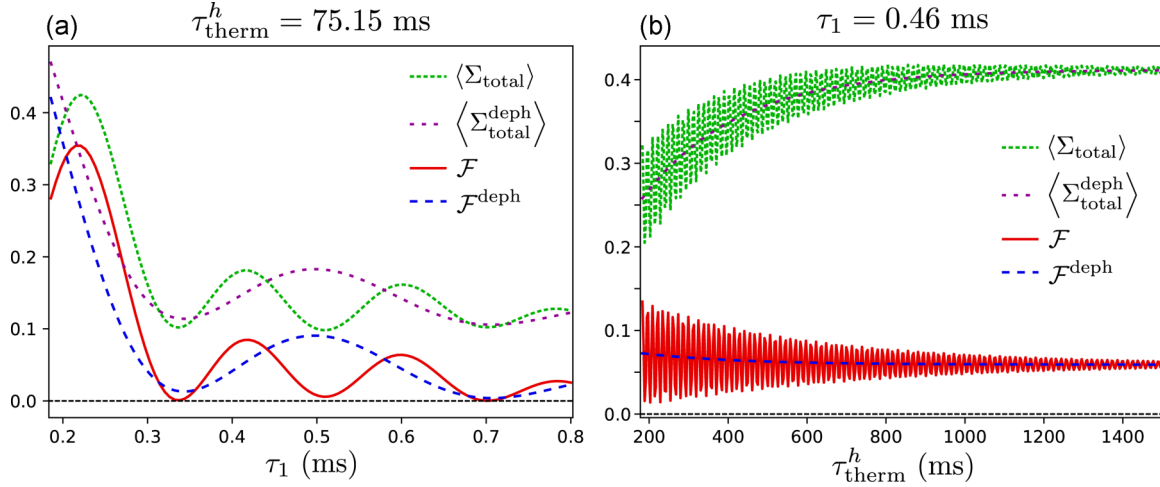 (a) τ^h_therm = 75.15 ms
⟨Σ_total⟩
⟨Σ^deph_total⟩
ℱ
ℱ^deph
0.4
0.3
0.2
0.1
0.0
0.2 0.3 0.4 0.5 0.6 0.7 0.8
τ_1 (ms)
(b) τ_1 = 0.46 ms
0.4
0.3
0.2
0.1
0.0
⟨Σ_total⟩
⟨Σ^deph_total⟩
ℱ
ℱ^deph
200 400 600 800 1000 1200 1400
τ^h_therm (ms)